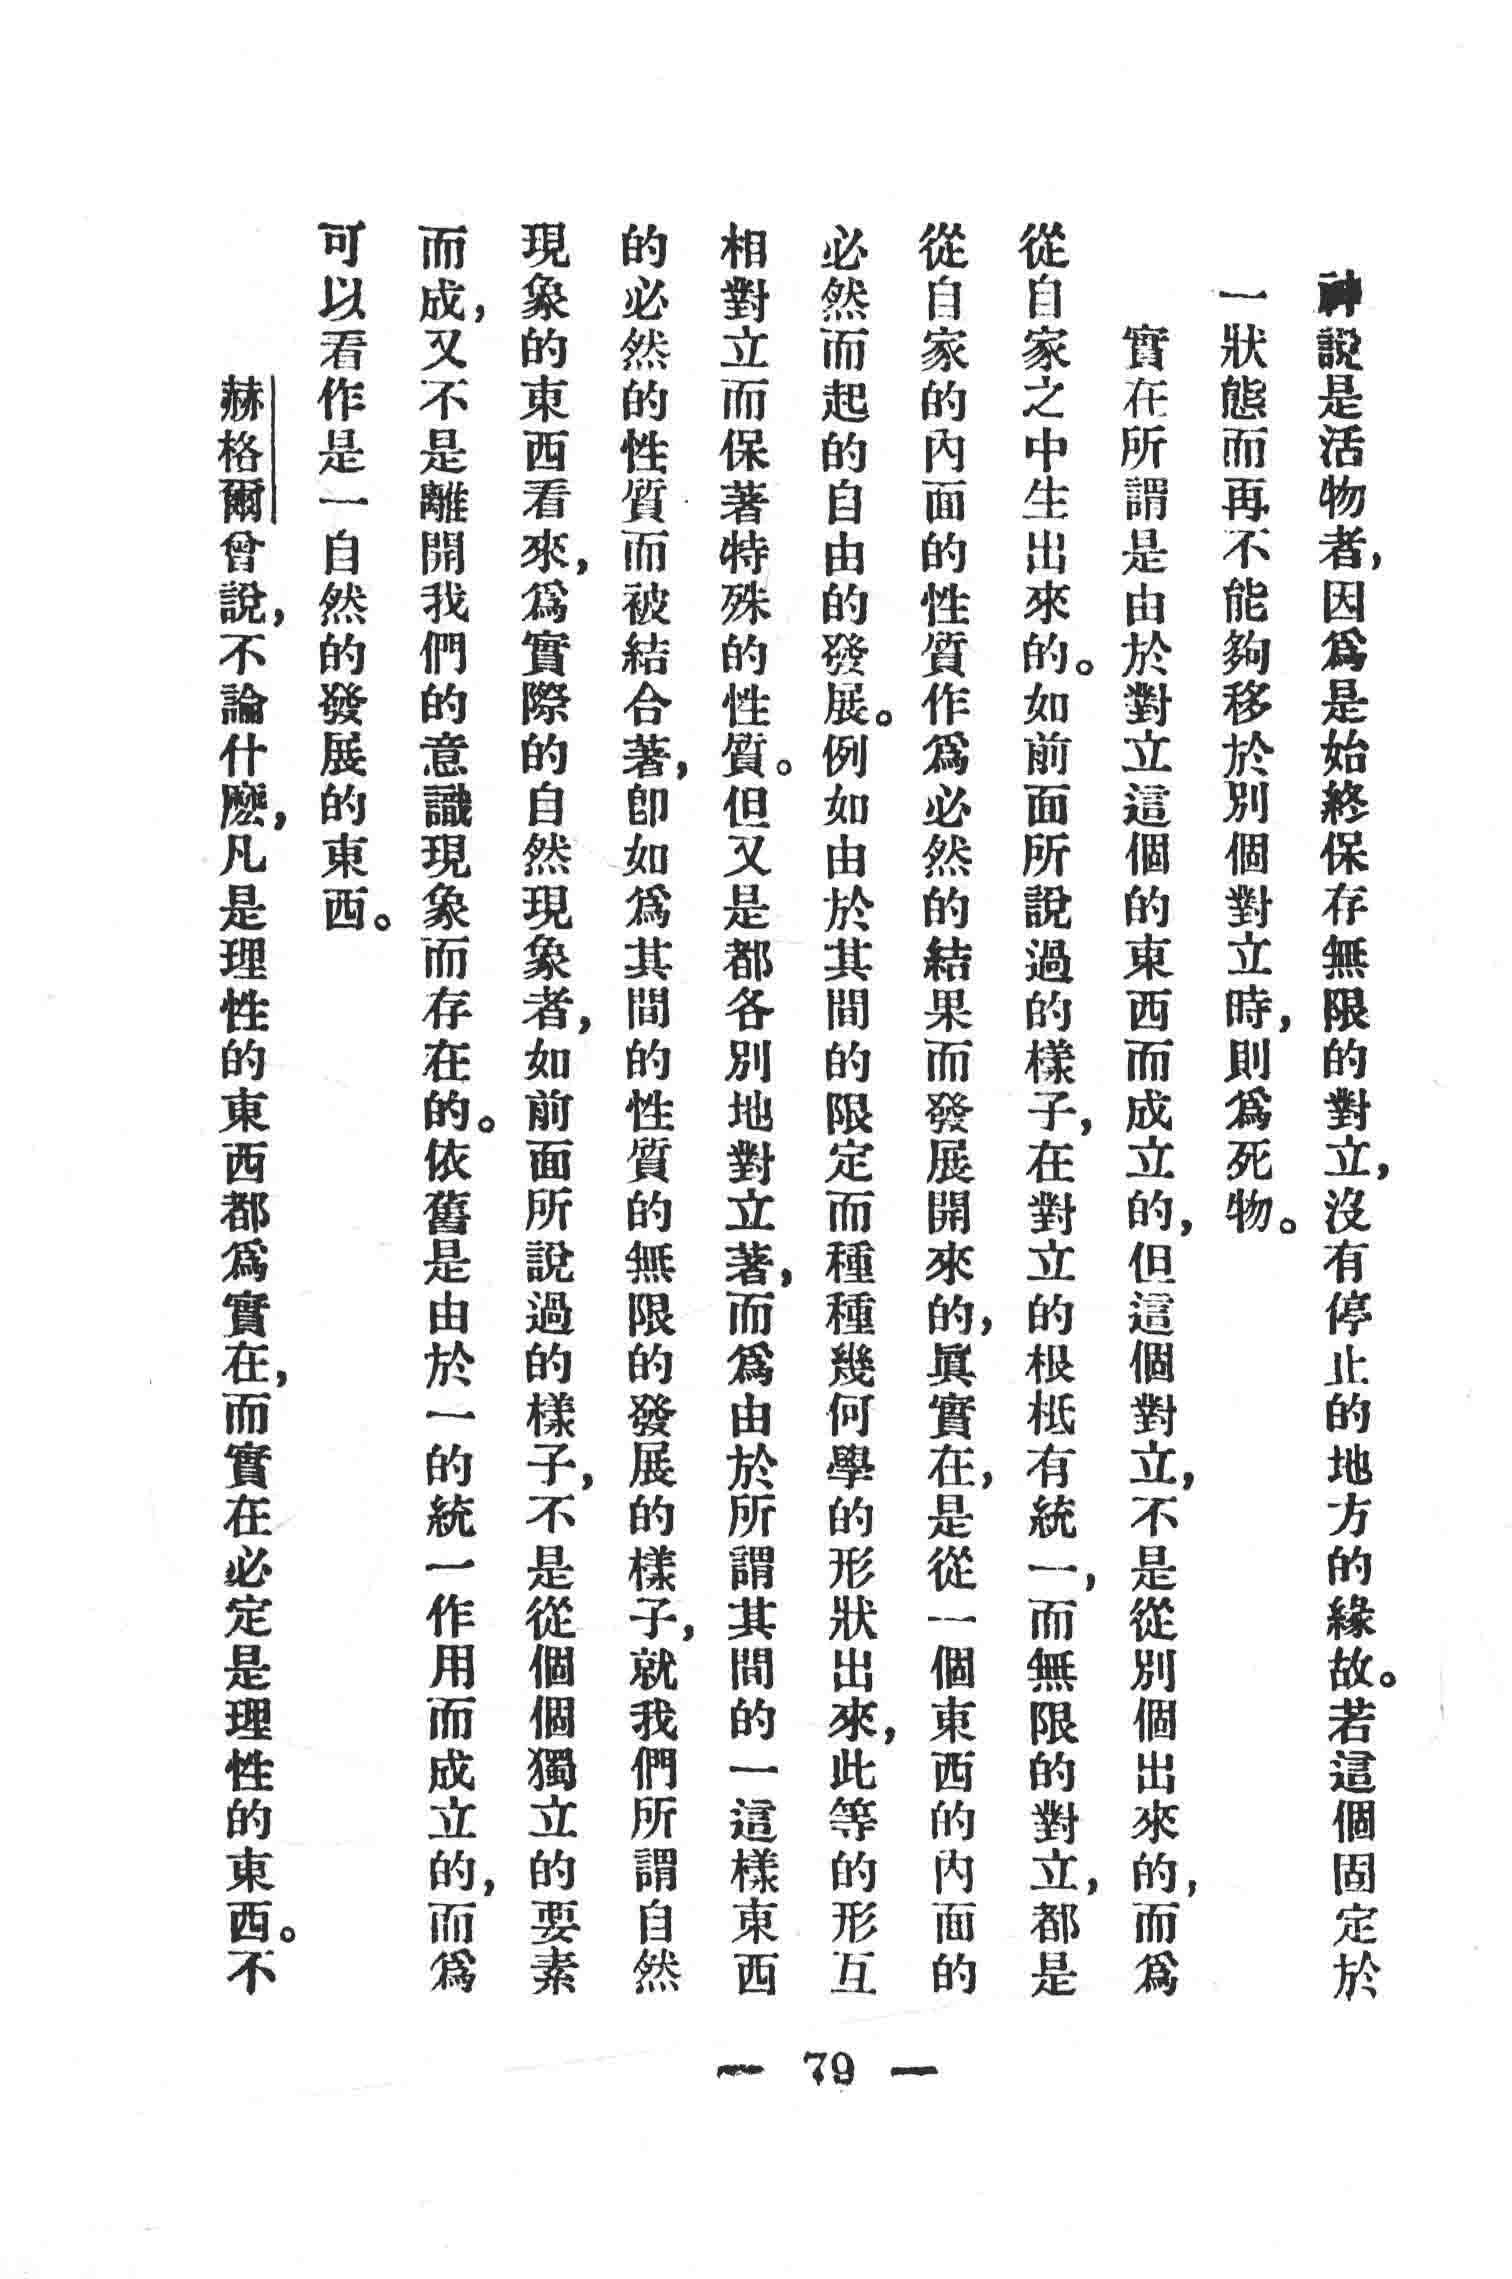 神說是活物者，因爲是始終保存無限的對立，沒有停止的地方的緣故。若這個固定於
一狀態而再不能夠移於別個對立時，則爲死物。
實在所謂是由於對立這個的東西而成立的，但這個對立，不是從別個出來的，而爲
從自家之中生出來的。如前面所說過的樣子，在對立的根柢有統一，而無限的對立，都是
從自家的內面的性質作爲必然的結果而發展開來的，眞實在，是從一個東西的內面的
必然而起的自由的發展。例如由於其間的限定而種種幾何學的形狀出來，此等的形互
相對立而保著特殊的性質。但又是都各別地對立著，而爲由於所謂其間的一這樣東西
的必然的性質而被結合著，卽如爲其間的性質的無限的發展的樣子，就我們所謂自然
現象的東西看來，爲實際的自然現象者，如前面所說過的樣子，不是從個個獨立的要素
而成，又不是離開我們的意識現象而存在的。依舊是由於一的統一作用而成立的，而爲
可以看作是一自然的發展的東西。
赫格爾曾說，不論什麽，凡是理性的東西都爲實在，而實在必定是理性的東西。不
— 79 —